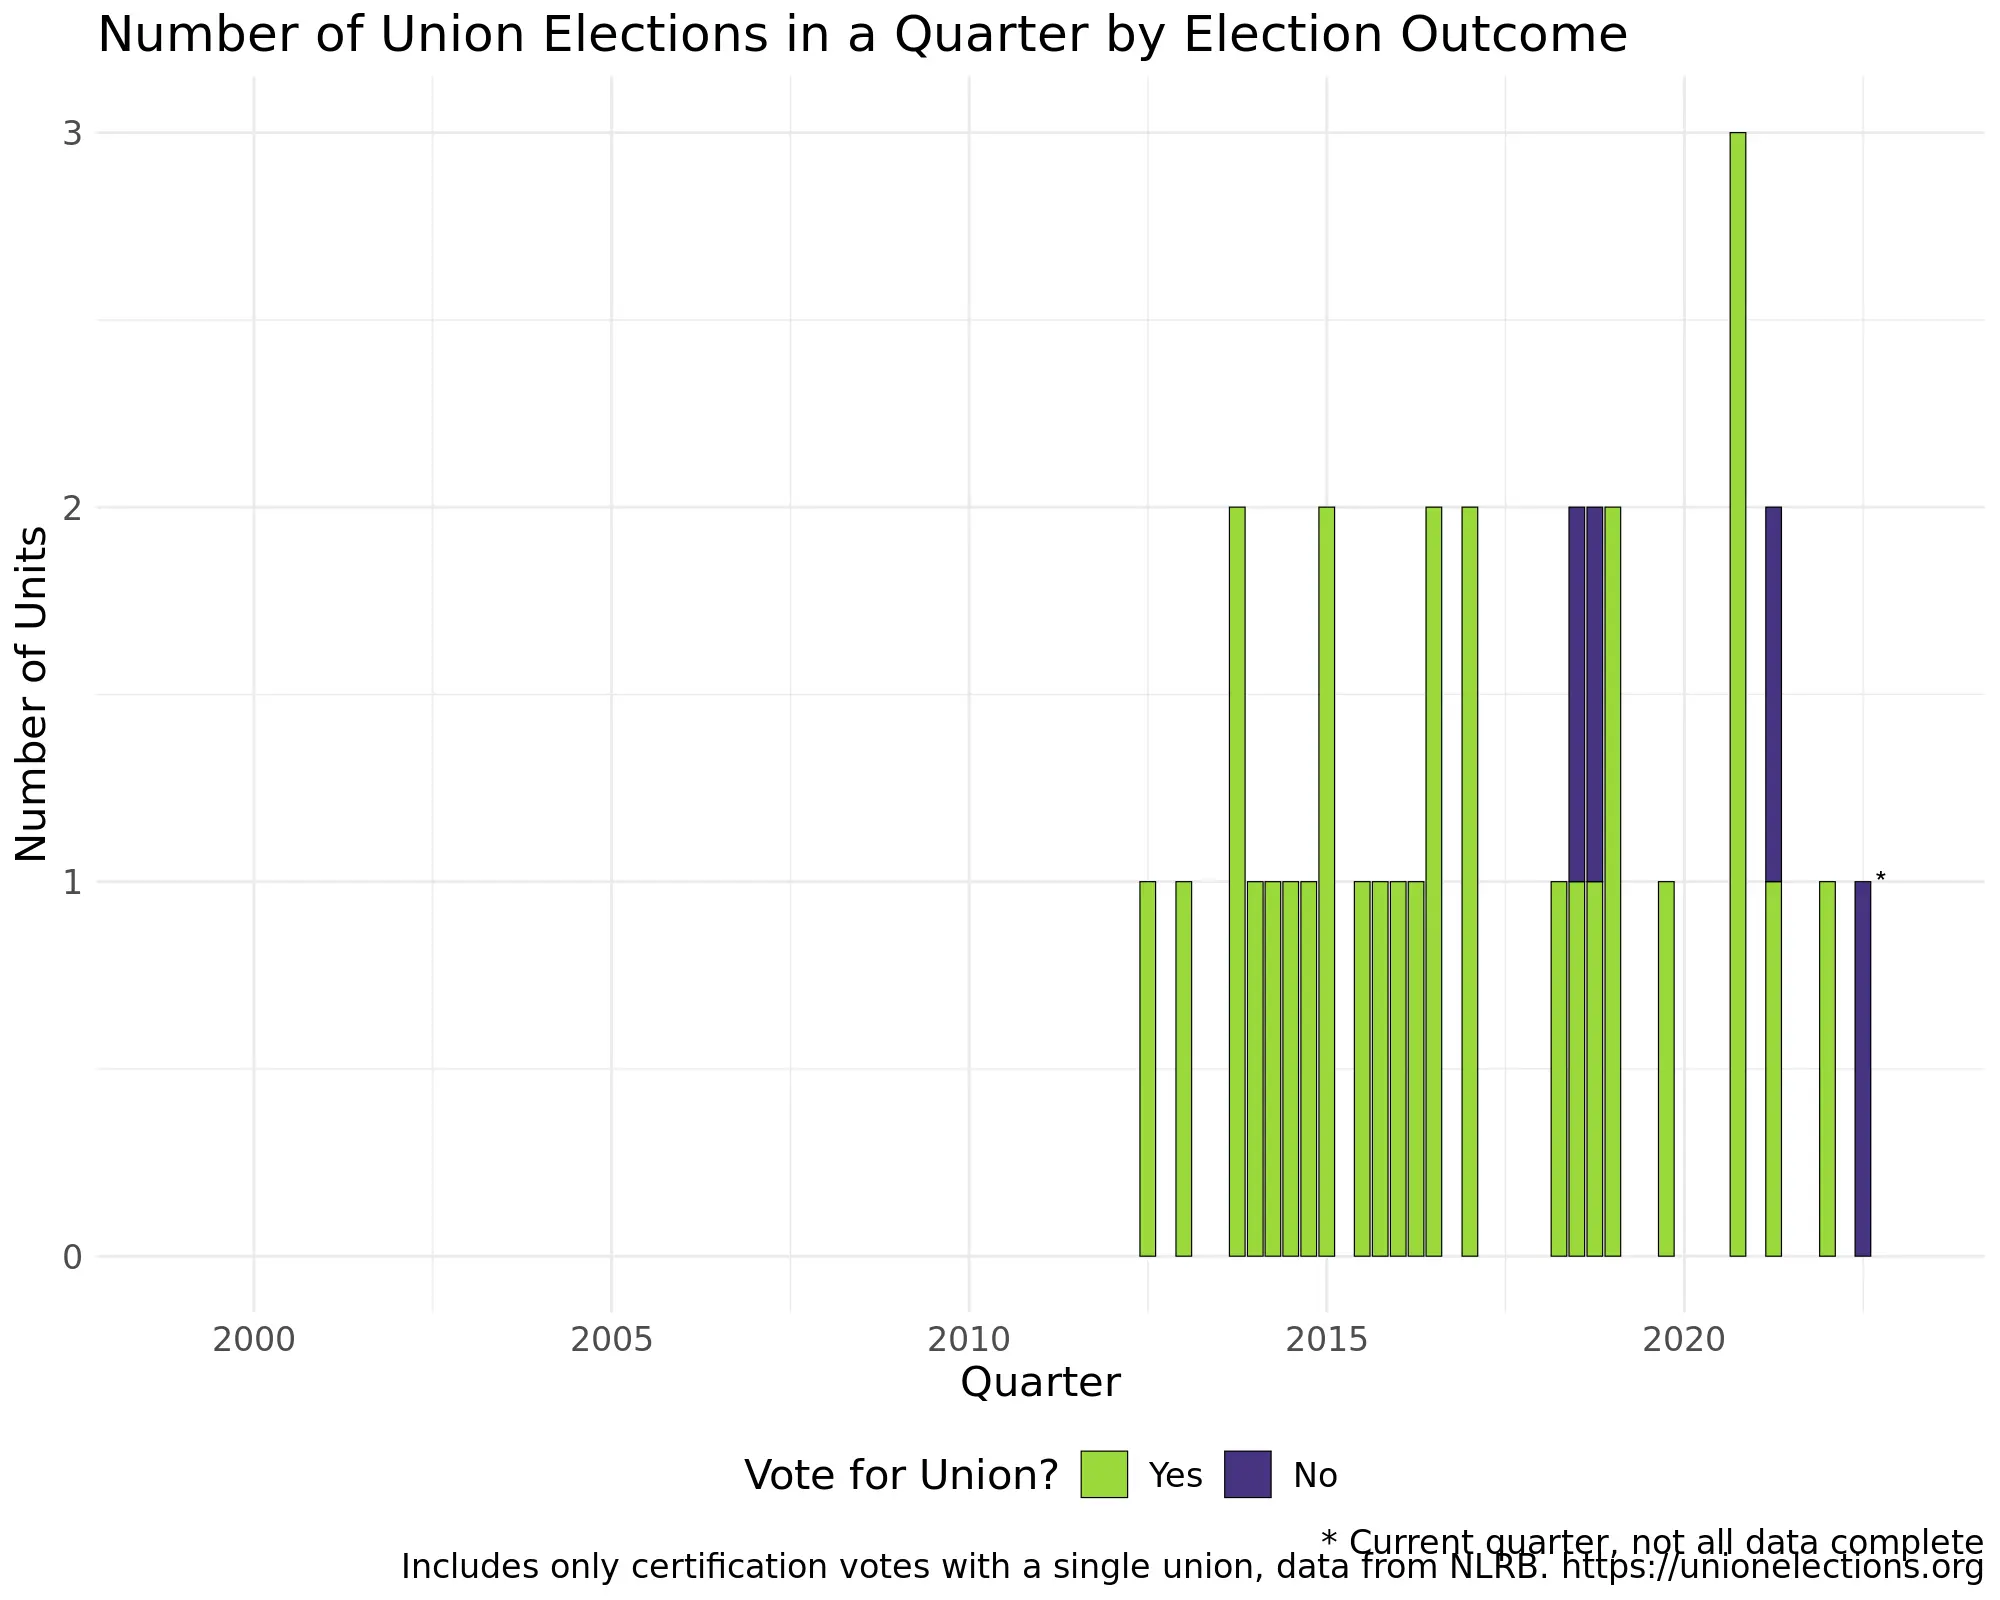 Number of Union Elections in a Quarter by Election Outcome
3
2
1
0
Number of Units
*
2000 2005 2010 2015 2020
Quarter
Vote for Union? Yes No
* Current quarter, not all data complete
Includes only certification votes with a single union, data from NLRB. https://unionelections.org